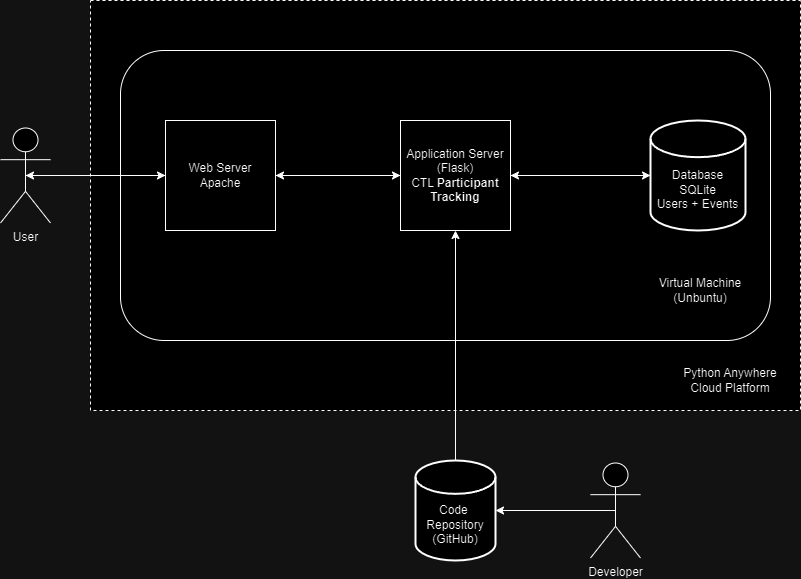 Web Server
Apache
Application Server
(Flask)
CTL Participant
Tracking
Database
SQLite
Users + Events
User
Virtual Machine
(Unbuntu)
Python Anywhere
Cloud Platform
Code
Repository
(GitHub)
Developer